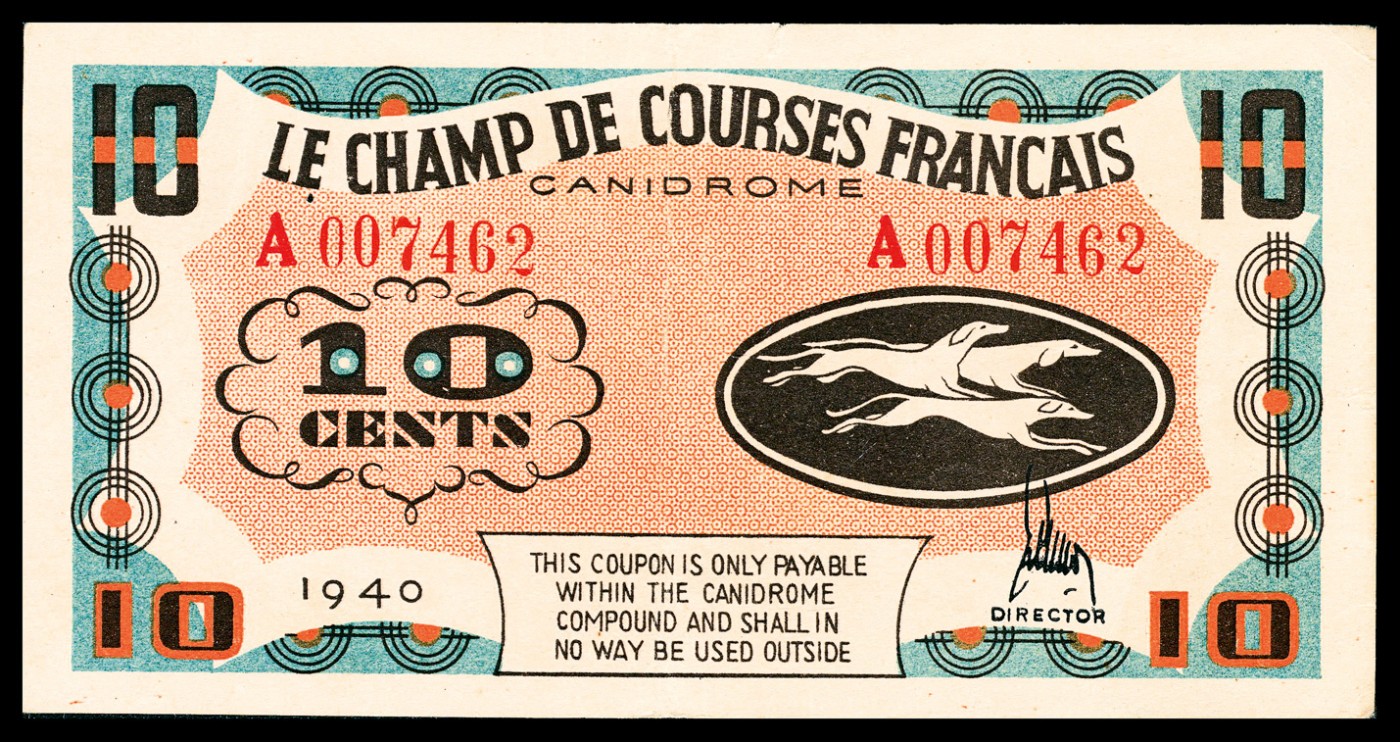 10 10
LE CHAMP DE COURSES FRANCAIS
CANIDROME
A 007462 A 007462
10
CENTS
THIS COUPON IS ONLY PAYABLE
WITHIN THE CANIDROME
COMPOUND AND SHALL IN
NO WAY BE USED OUTSIDE
1940
DIRECTOR
10 10